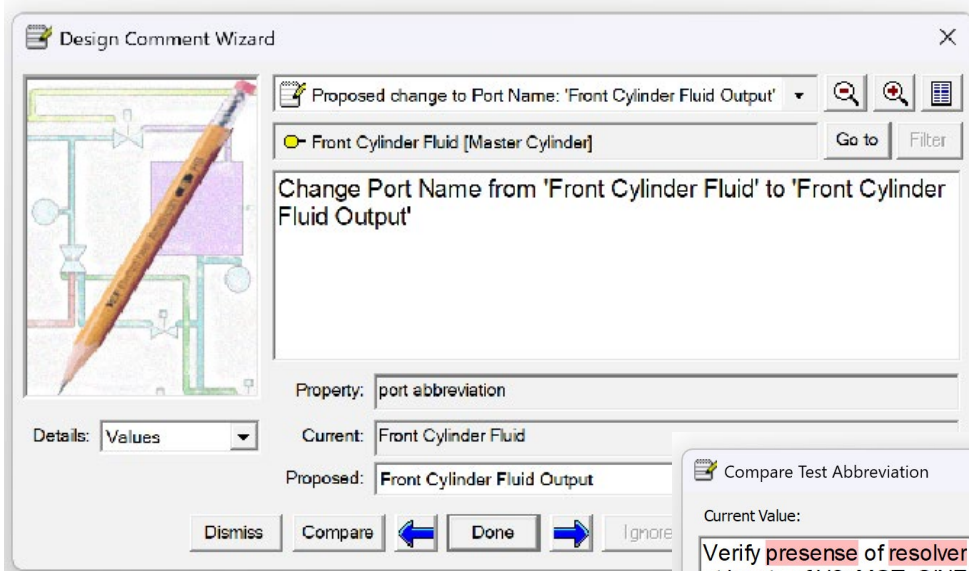 Design Comment Wizard
Proposed change to Port Name: 'Front Cylinder Fluid Output'
Front Cylinder Fluid [Master Cylinder]
Go to
Filter
Change Port Name from 'Front Cylinder Fluid' to 'Front Cylinder
Fluid Output'
Property: port abbreviation
Details: Values
Current: Front Cylinder Fluid
Proposed: Front Cylinder Fluid Output
Dismiss
Compare
Done
Ignore
Compare Test Abbreviation
Current Value:
Verify presense of resolver